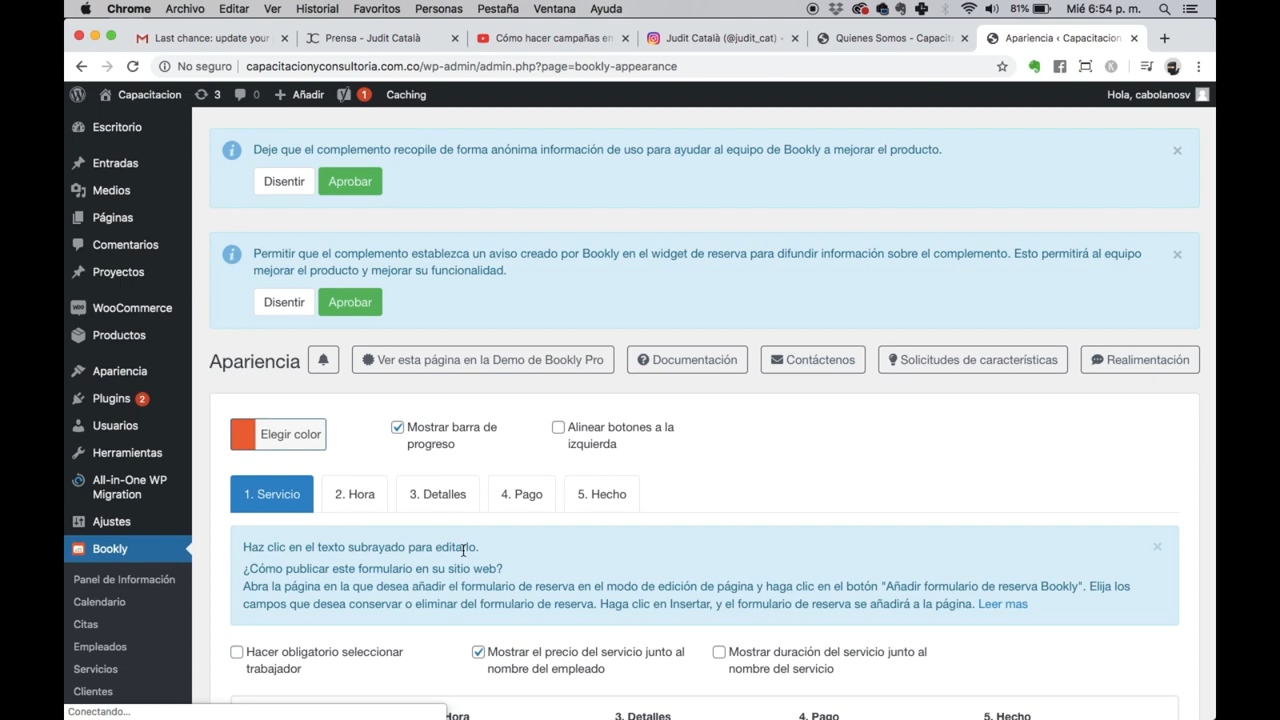 Chrome Archivo Editar Ver Historial Favoritos Personas Pestaña Ventana Ayuda 81% Mié 6:54 p. m.
Last chance: update your Prensa - Judit Català Cómo hacer campañas en Judit Català (@judit_cat) - Quienes Somos - Capacit Apariencia ‹ Capacitacion
No seguro capacitacionyconsultoria.com.co/wp-admin/admin.php?page=bookly-appearance
Capacitacion 3 0 Añadir 1 Caching Hola, cabolanosv
Escritorio
Entradas
Medios
Páginas
Comentarios
Proyectos
WooCommerce
Productos
Apariencia
Plugins 2
Usuarios
Herramientas
All-in-One WP
Migration
Ajustes
Bookly
Panel de Información
Calendario
Citas
Empleados
Servicios
Clientes
Conectando...
Deje que el complemento recopile de forma anónima información de uso para ayudar al equipo de Bookly a mejorar el producto.
Disentir Aprobar
Permitir que el complemento establezca un aviso creado por Bookly en el widget de reserva para difundir información sobre el complemento. Esto permitirá al equipo
mejorar el producto y mejorar su funcionalidad.
Disentir Aprobar
Apariencia Ver esta página en la Demo de Bookly Pro Documentación Contáctenos Solicitudes de características Realimentación
Elegir color
Mostrar barra de
progreso
Alinear botones a la
izquierda
1. Servicio 2. Hora 3. Detalles 4. Pago 5. Hecho
Haz clic en el texto subrayado para editarlo.
¿Cómo publicar este formulario en su sitio web?
Abra la página en la que desea añadir el formulario de reserva en el modo de edición de página y haga clic en el botón "Añadir formulario de reserva Bookly". Elija los
campos que desea conservar o eliminar del formulario de reserva. Haga clic en Insertar, y el formulario de reserva se añadirá a la página. Leer mas
Hacer obligatorio seleccionar
trabajador
Mostrar el precio del servicio junto al
nombre del empleado
Mostrar duración del servicio junto al
nombre del servicio
Hora 3. Detalles 4. Pago 5. Hecho